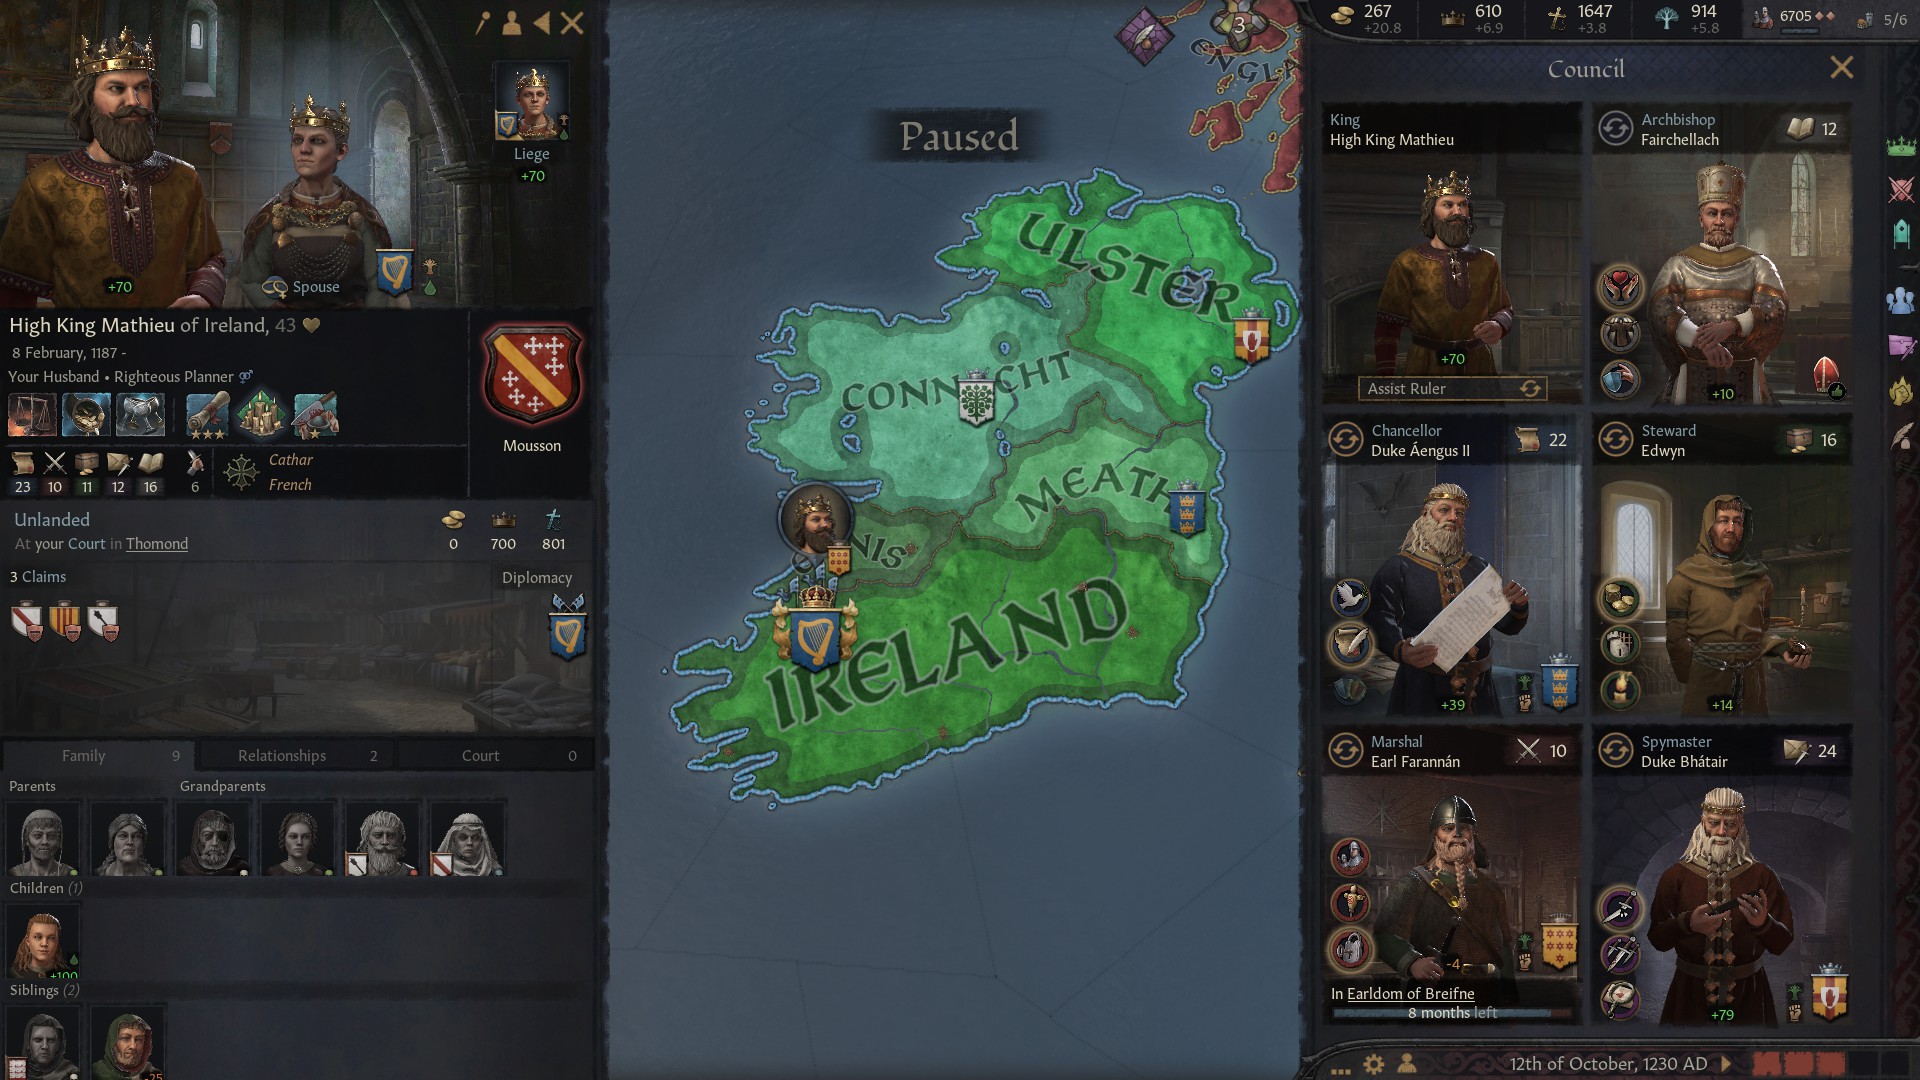 +70
Spouse
Liege
+70
High King Mathieu of Ireland, 43
8 February, 1187 -
Your Husband • Righteous Planner
Mousson
23 10 11 12 16 6
Cathar
French
Unlanded
At your Court in Thomond
0 700 801
3 Claims
Diplomacy
Family 9
Relationships 2
Court 0
Parents
Grandparents
Children (1)
+100
Siblings (2)
-25
Paused
3
ENGLA
ULSTER
CONNACHT
MEATH
NIS
IRELAND
267
+20.8
610
+6.9
1647
+3.8
914
+5.8
6705
5/6
Council
King
High King Mathieu
+70
Assist Ruler
Archbishop
Fairchellach
12
+10
Chancellor
Duke Áengus II
22
+39
Steward
Edwyn
16
+14
Marshal
Earl Farannán
10
-4
In Earldom of Breifne
8 months left
Spymaster
Duke Bhátair
24
+79
12th of October, 1230 AD